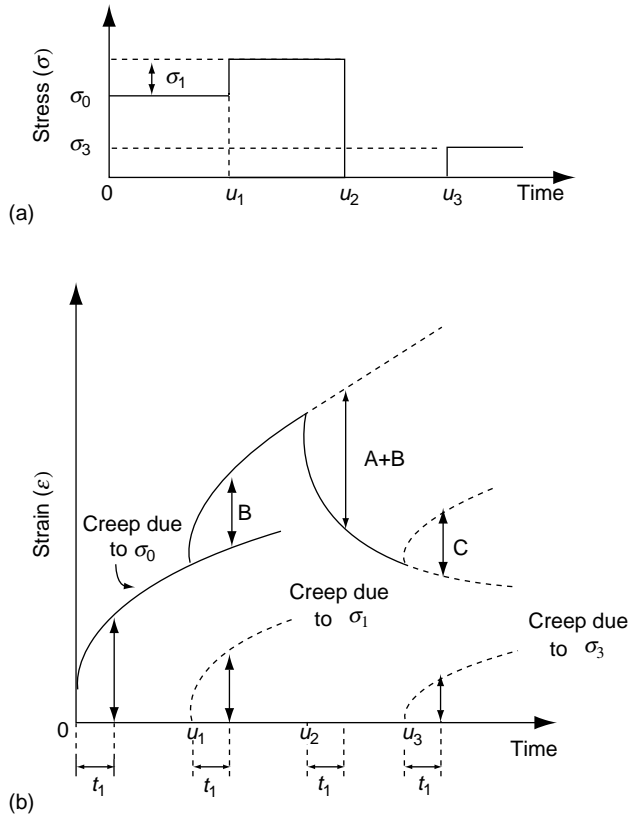 Stress (σ)
σ1
σ0
σ3
0
u1
u2
u3
Time
(a)
Strain (ε)
A+B
B
C
Creep due
to σ0
Creep due
to σ1
Creep due
to σ3
0
u1
u2
u3
Time
t1
t1
t1
t1
(b)